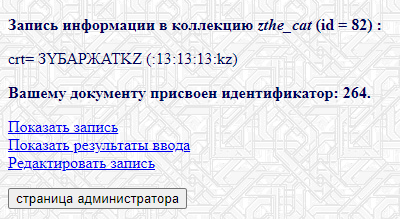 Запись информации в коллекцию zthe_cat (id = 82) :
crt= ЗҮБАРЖАТKZ (:13:13:13:kz)
Вашему документу присвоен идентификатор: 264.
Показать запись
Показать результаты ввода
Редактировать запись
страница администратора